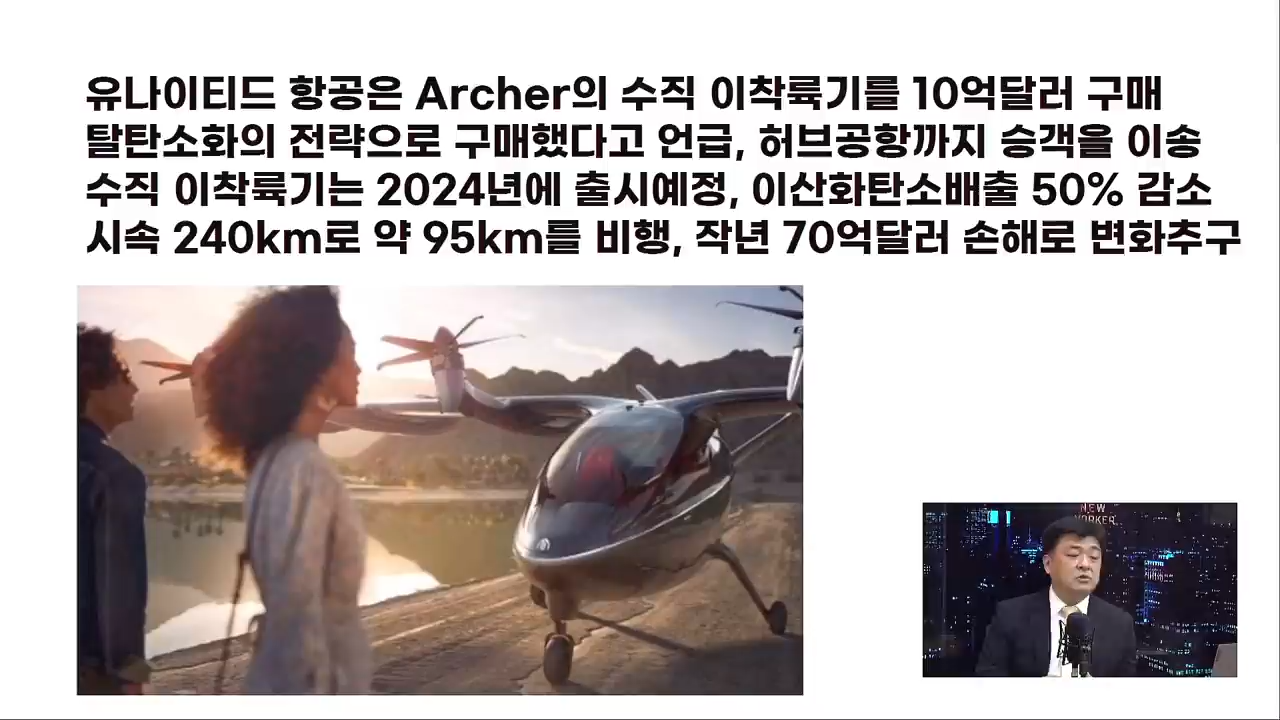 유나이티드 항공은 Archer의 수직 이착륙기를 10억달러 구매
탈탄소화의 전략으로 구매했다고 언급, 허브공항까지 승객을 이송
수직 이착륙기는 2024년에 출시예정, 이산화탄소배출 50% 감소
시속 240km로 약 95km를 비행, 작년 70억달러 손해로 변화추구
NEW
YORKER